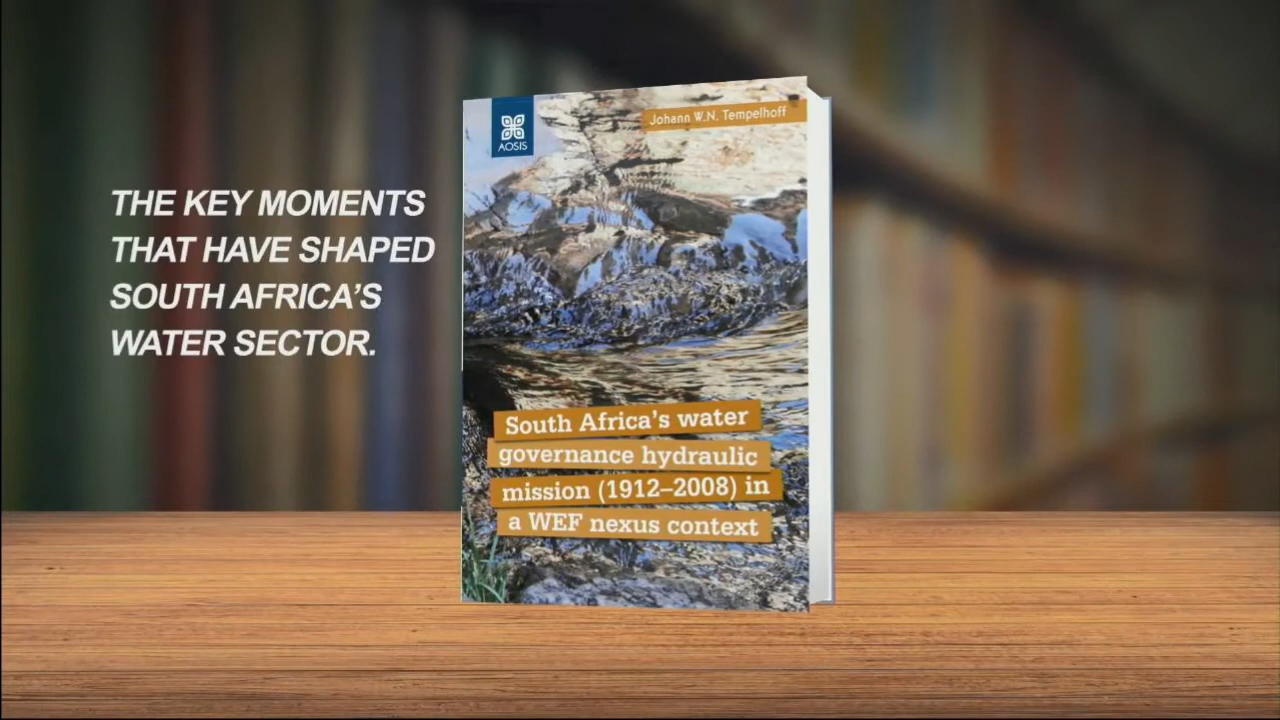 THE KEY MOMENTS
THAT HAVE SHAPED
SOUTH AFRICA'S
WATER SECTOR.
AOSIS
Johann W.N. Tempelhoff
South Africa's water
governance hydraulic
mission (1912–2008) in
a WEF nexus context